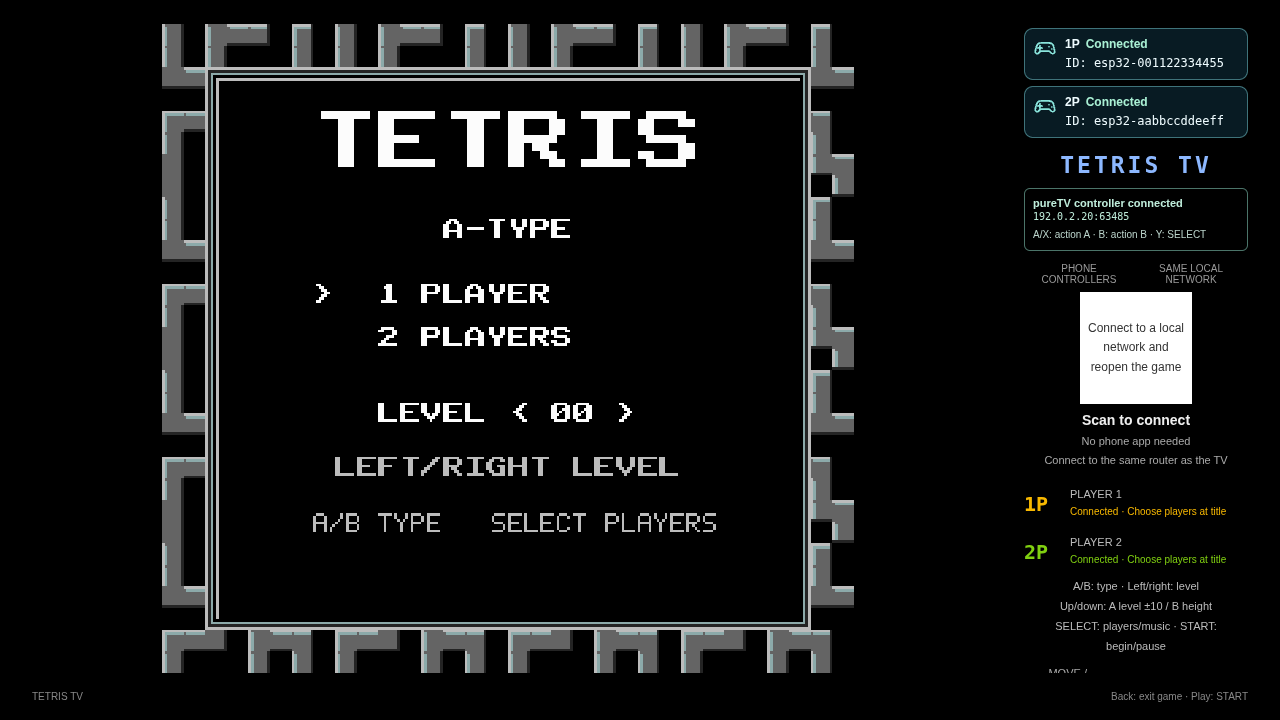 TETRIS
A-TYPE
> 1 PLAYER
2 PLAYERS
LEVEL < 00 >
LEFT/RIGHT LEVEL
A/B TYPE SELECT PLAYERS
1P Connected
ID: esp32-001122334455
2P Connected
ID: esp32-aabbccddeeff
TETRIS TV
pureTV controller connected
192.0.2.20:63485
A/X: action A · B: action B · Y: SELECT
PHONE CONTROLLERS
SAME LOCAL NETWORK
Connect to a local
network and
reopen the game
Scan to connect
No phone app needed
Connect to the same router as the TV
1P PLAYER 1
Connected · Choose players at title
2P PLAYER 2
Connected · Choose players at title
A/B: type · Left/right: level
Up/down: A level ±10 / B height
SELECT: players/music · START:
begin/pause
MOVE /
TETRIS TV
Back: exit game · Play: START